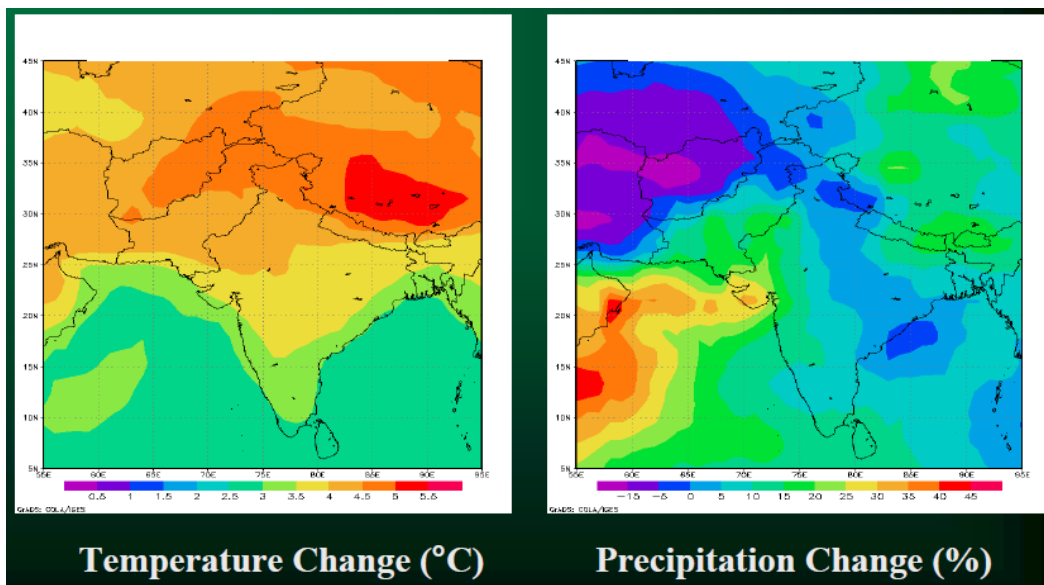 45N
40N
35N
30N
25N
20N
15N
10N
5N
55E 60E 65E 70E 75E 80E 85E 90E 95E
0.5 1 1.5 2 2.5 3 3.5 4 4.5 5 5.5
GrADS: COLA/IGES
Temperature Change (°C)
45N
40N
35N
30N
25N
20N
15N
10N
5N
55E 60E 65E 70E 75E 80E 85E 90E 95E
-15 -5 0 5 10 15 20 25 30 35 40 45
GrADS: COLA/IGES
Precipitation Change (%)